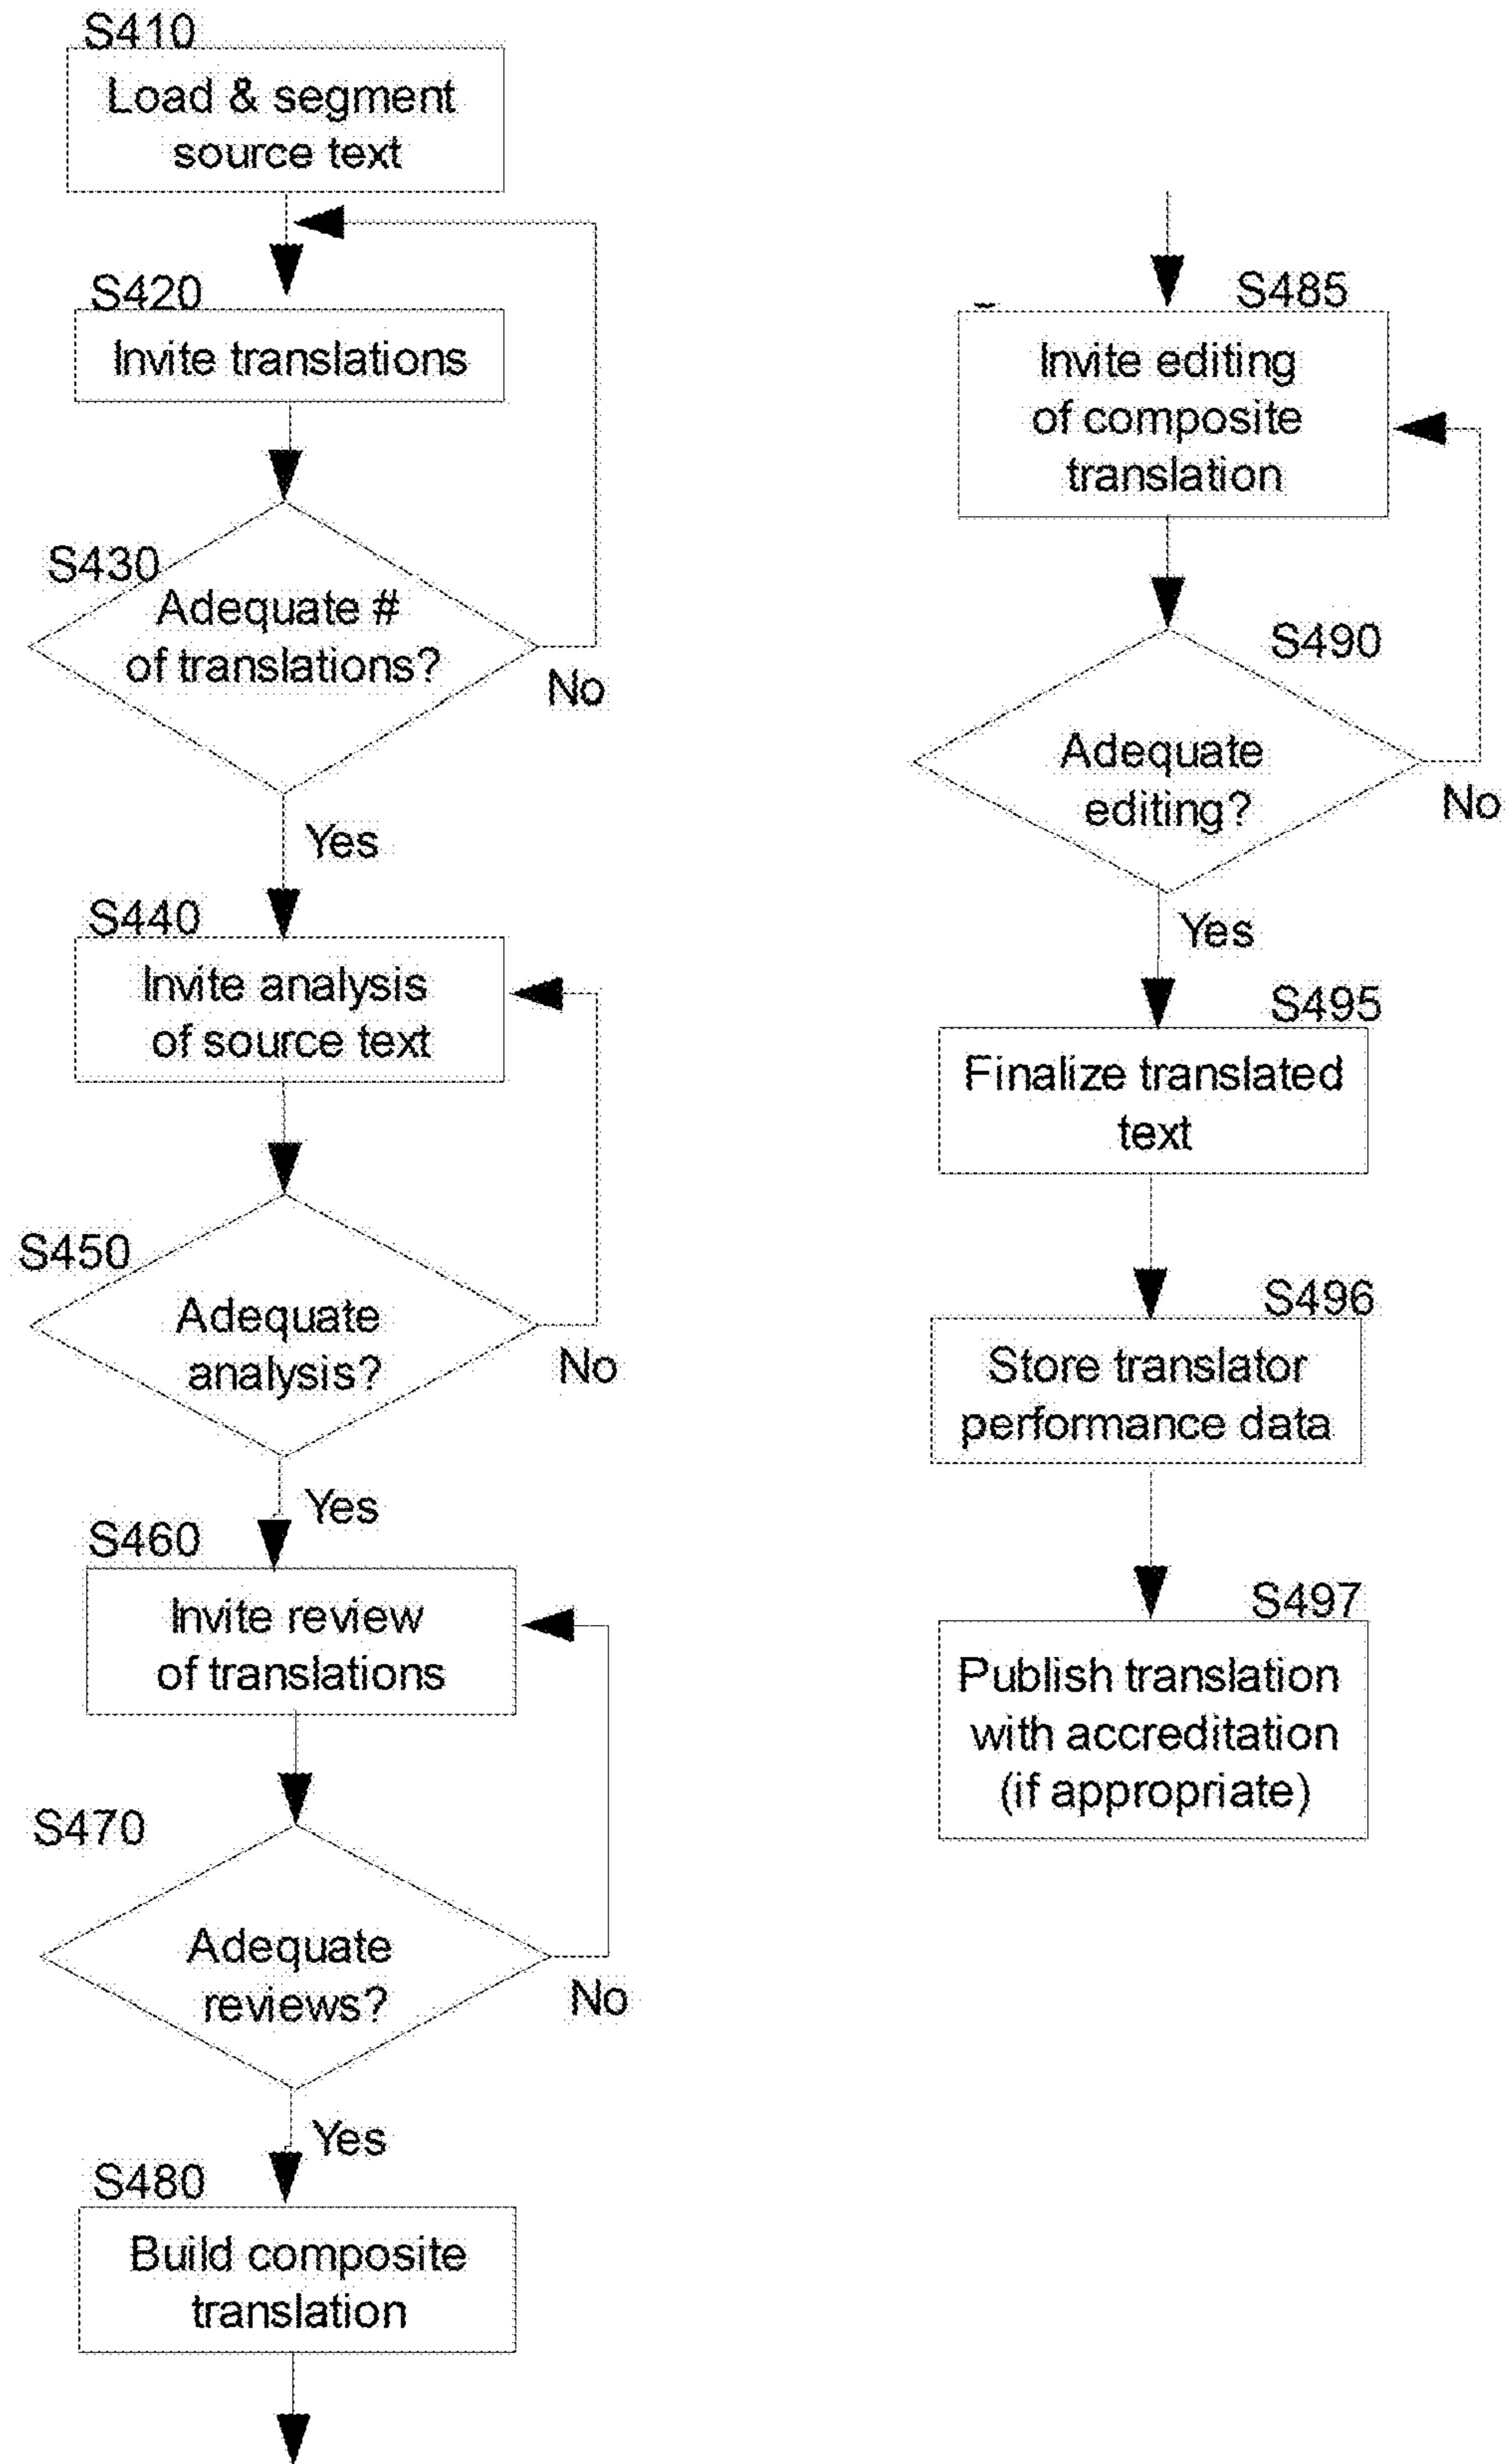 S410
Load & segment
source text
S420
Invite translations
S430
Adequate #
of translations?
No
Yes
S440
Invite analysis
of source text
S450
Adequate
analysis?
No
Yes
S460
Invite review
of translations
S470
Adequate
reviews?
No
Yes
S480
Build composite
translation
S485
Invite editing
of composite
translation
S490
Adequate
editing?
No
Yes
S495
Finalize translated
text
S496
Store translator
performance data
S497
Publish translation
with accreditation
(if appropriate)